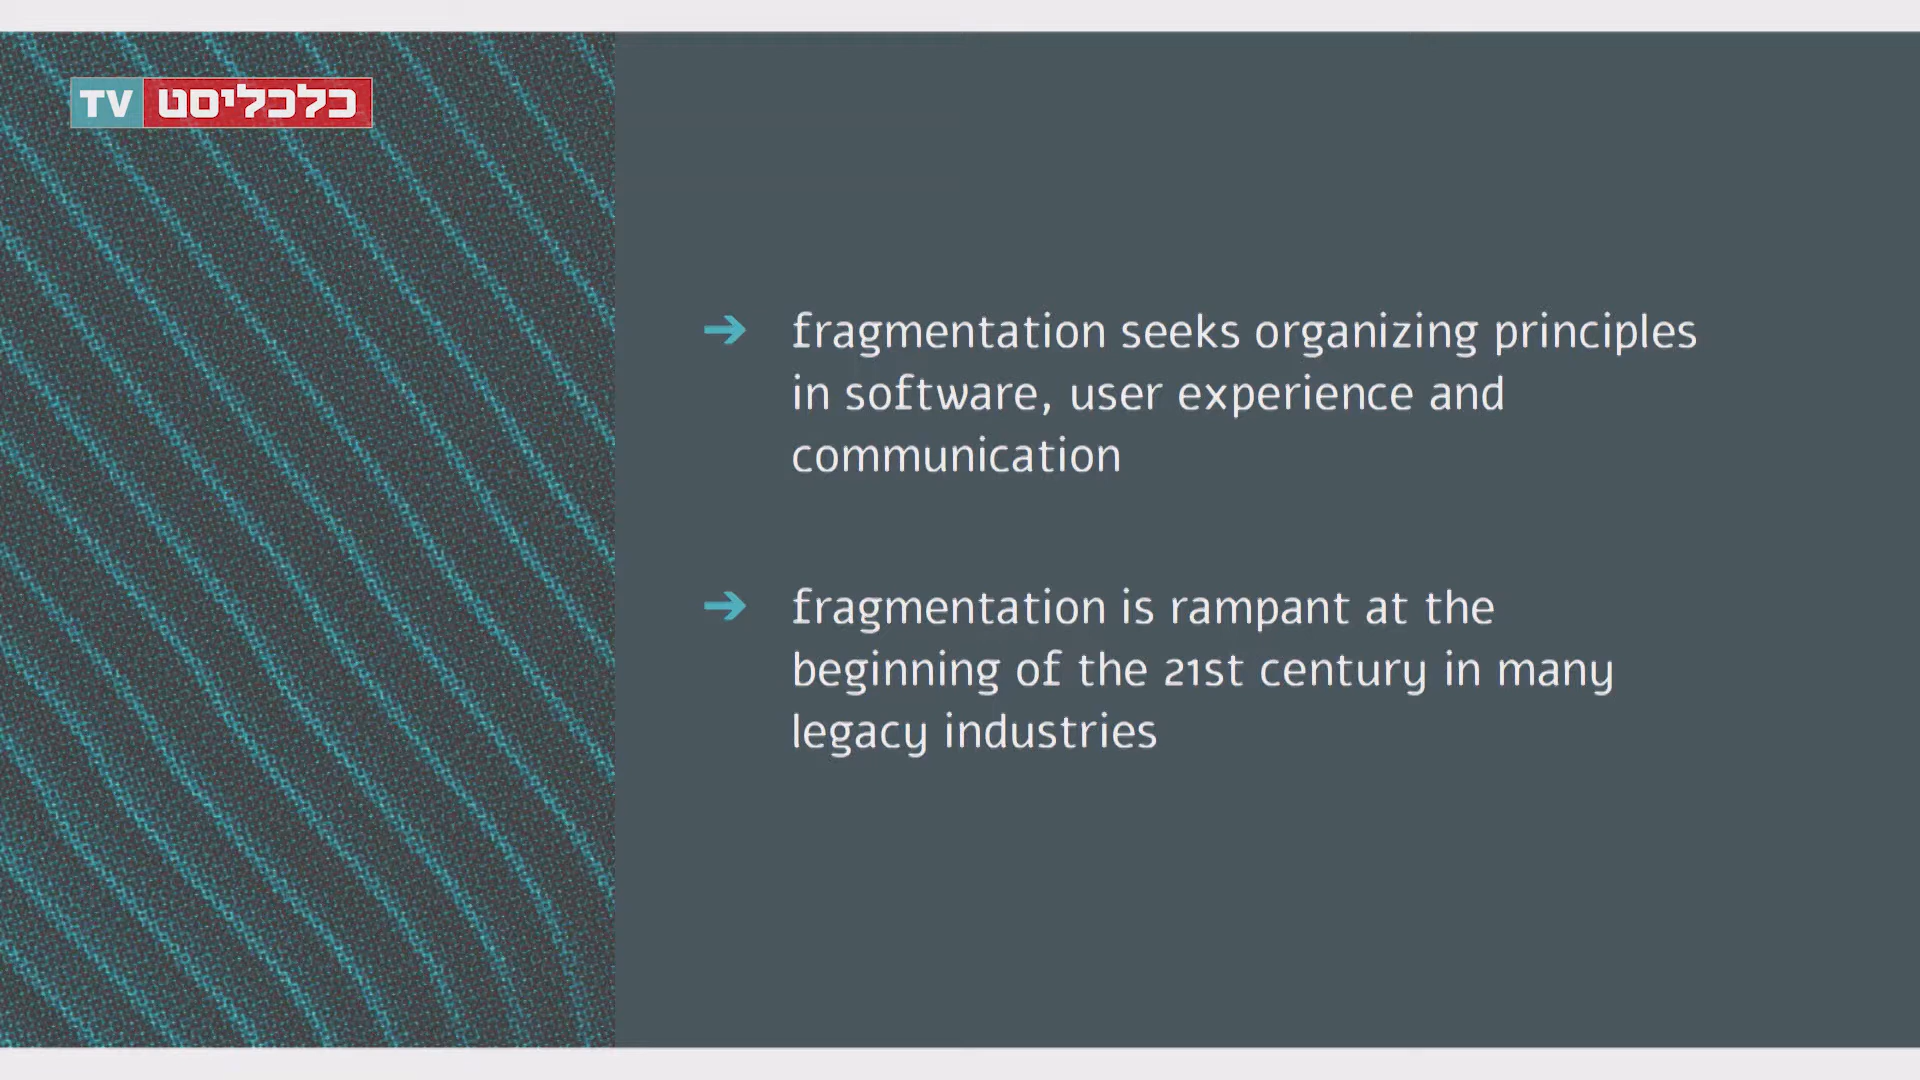 TV כלכליסט
→ fragmentation seeks organizing principles
in software, user experience and
communication
→ fragmentation is rampant at the
beginning of the 21st century in many
legacy industries